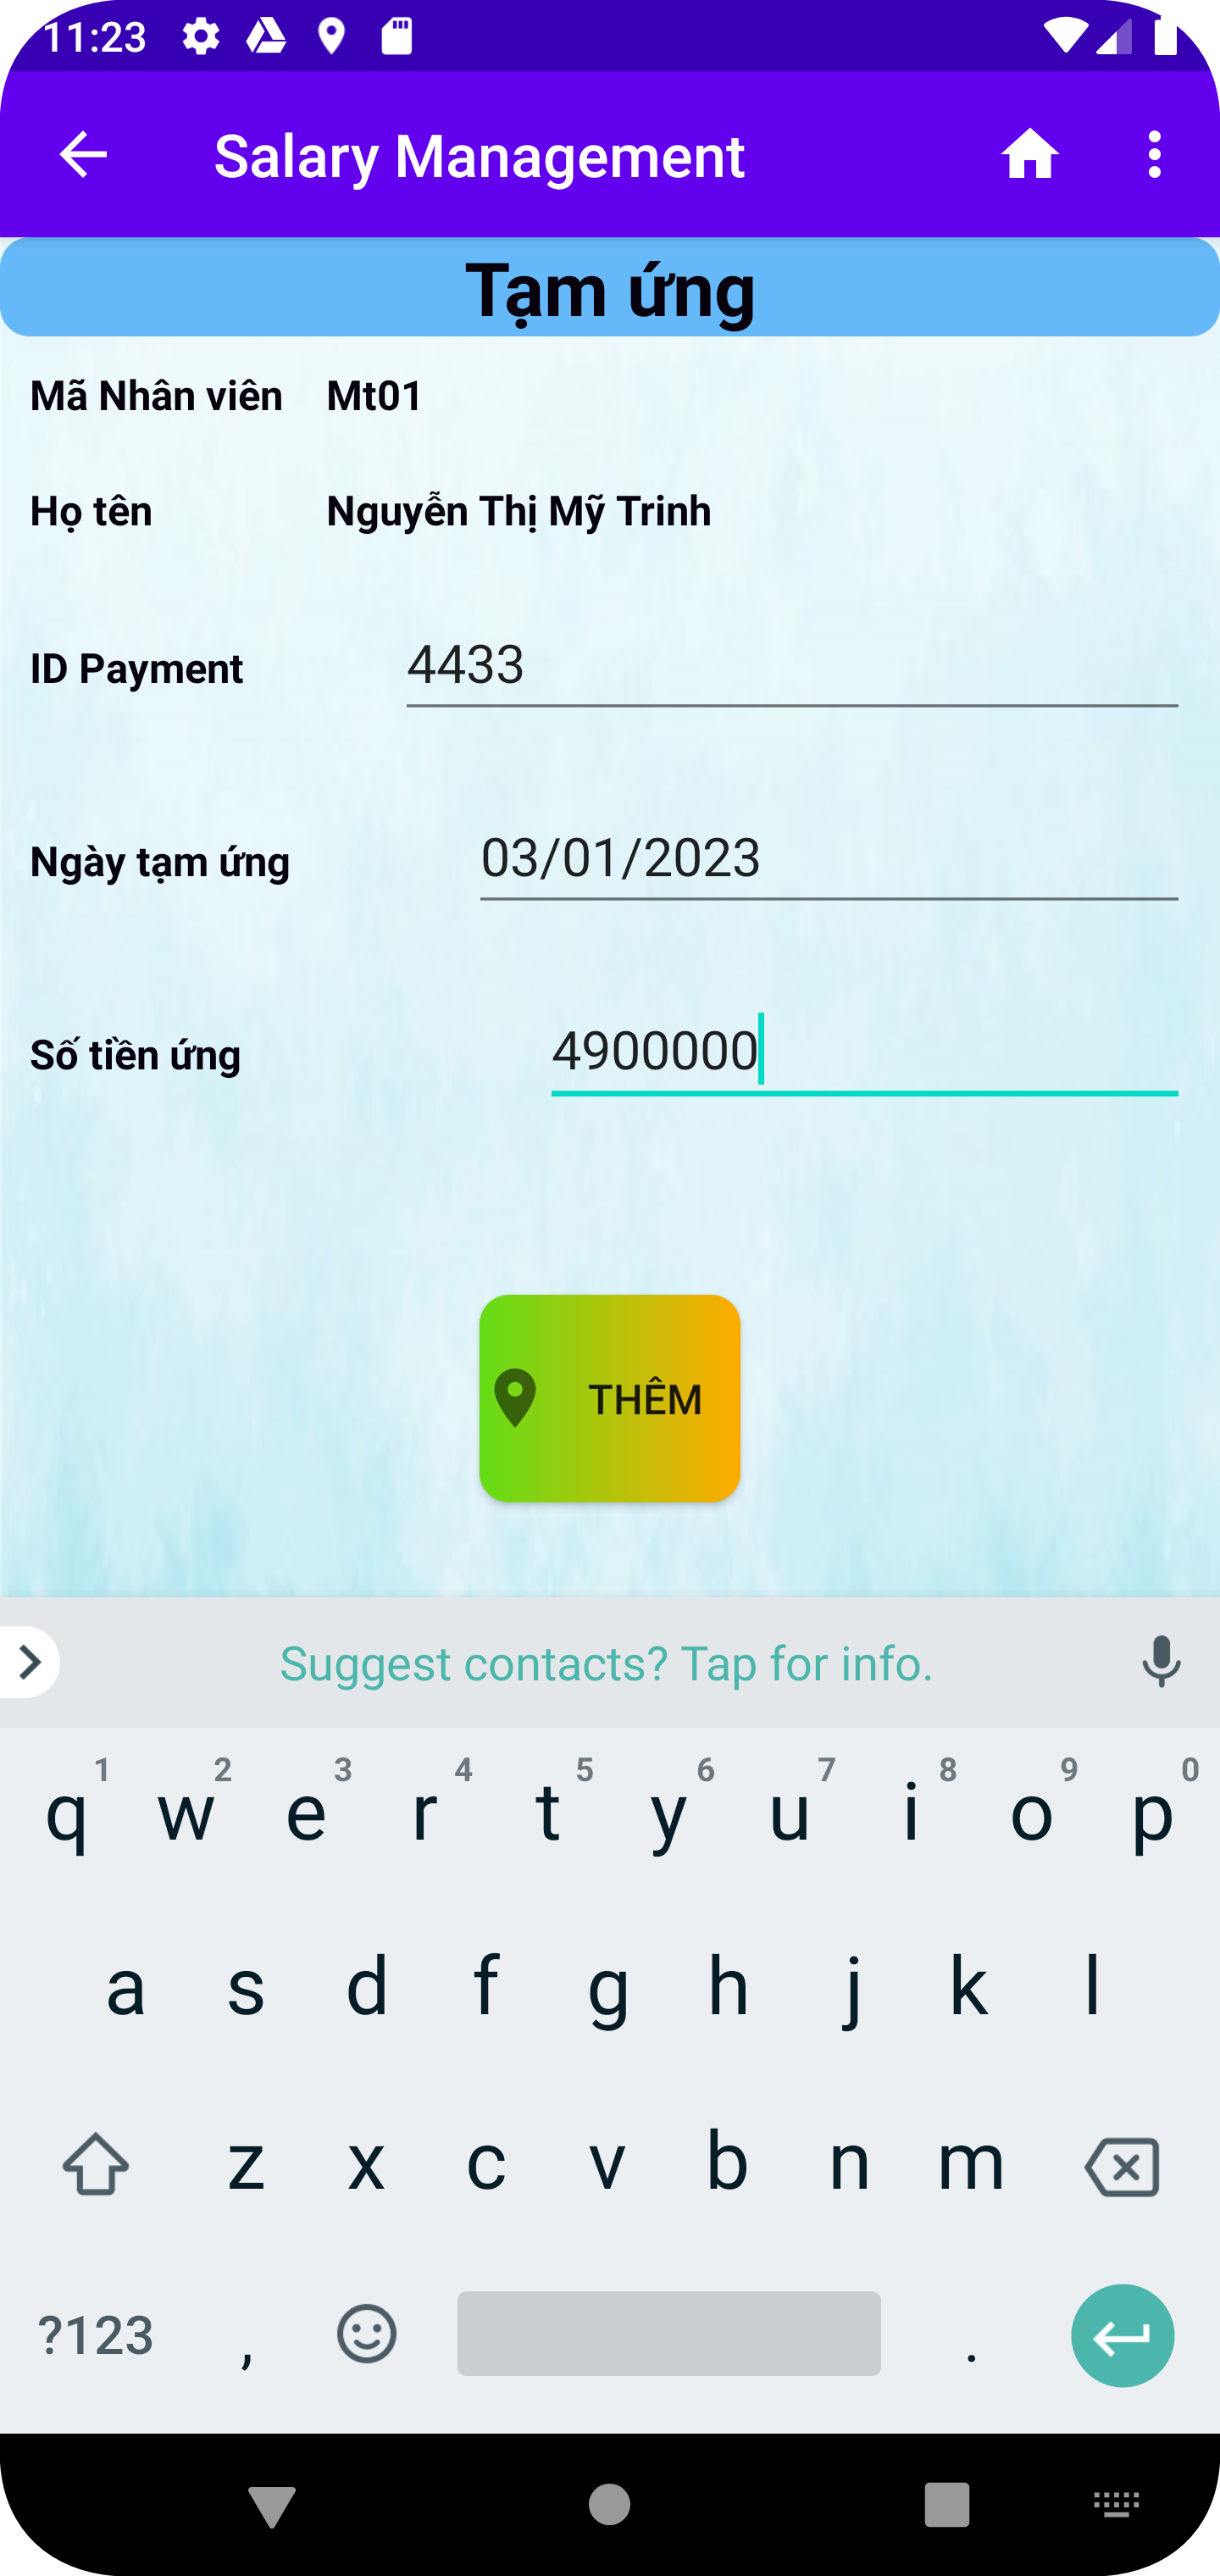 11:23
Salary Management
Tạm ứng
Mã Nhân viên Mt01
Họ tên Nguyễn Thị Mỹ Trinh
ID Payment 4433
Ngày tạm ứng 03/01/2023
Số tiền ứng 4900000
THÊM
Suggest contacts? Tap for info.
1 2 3 4 5 6 7 8 9 0
q w e r t y u i o p
a s d f g h j k l
z x c v b n m
?123 , .